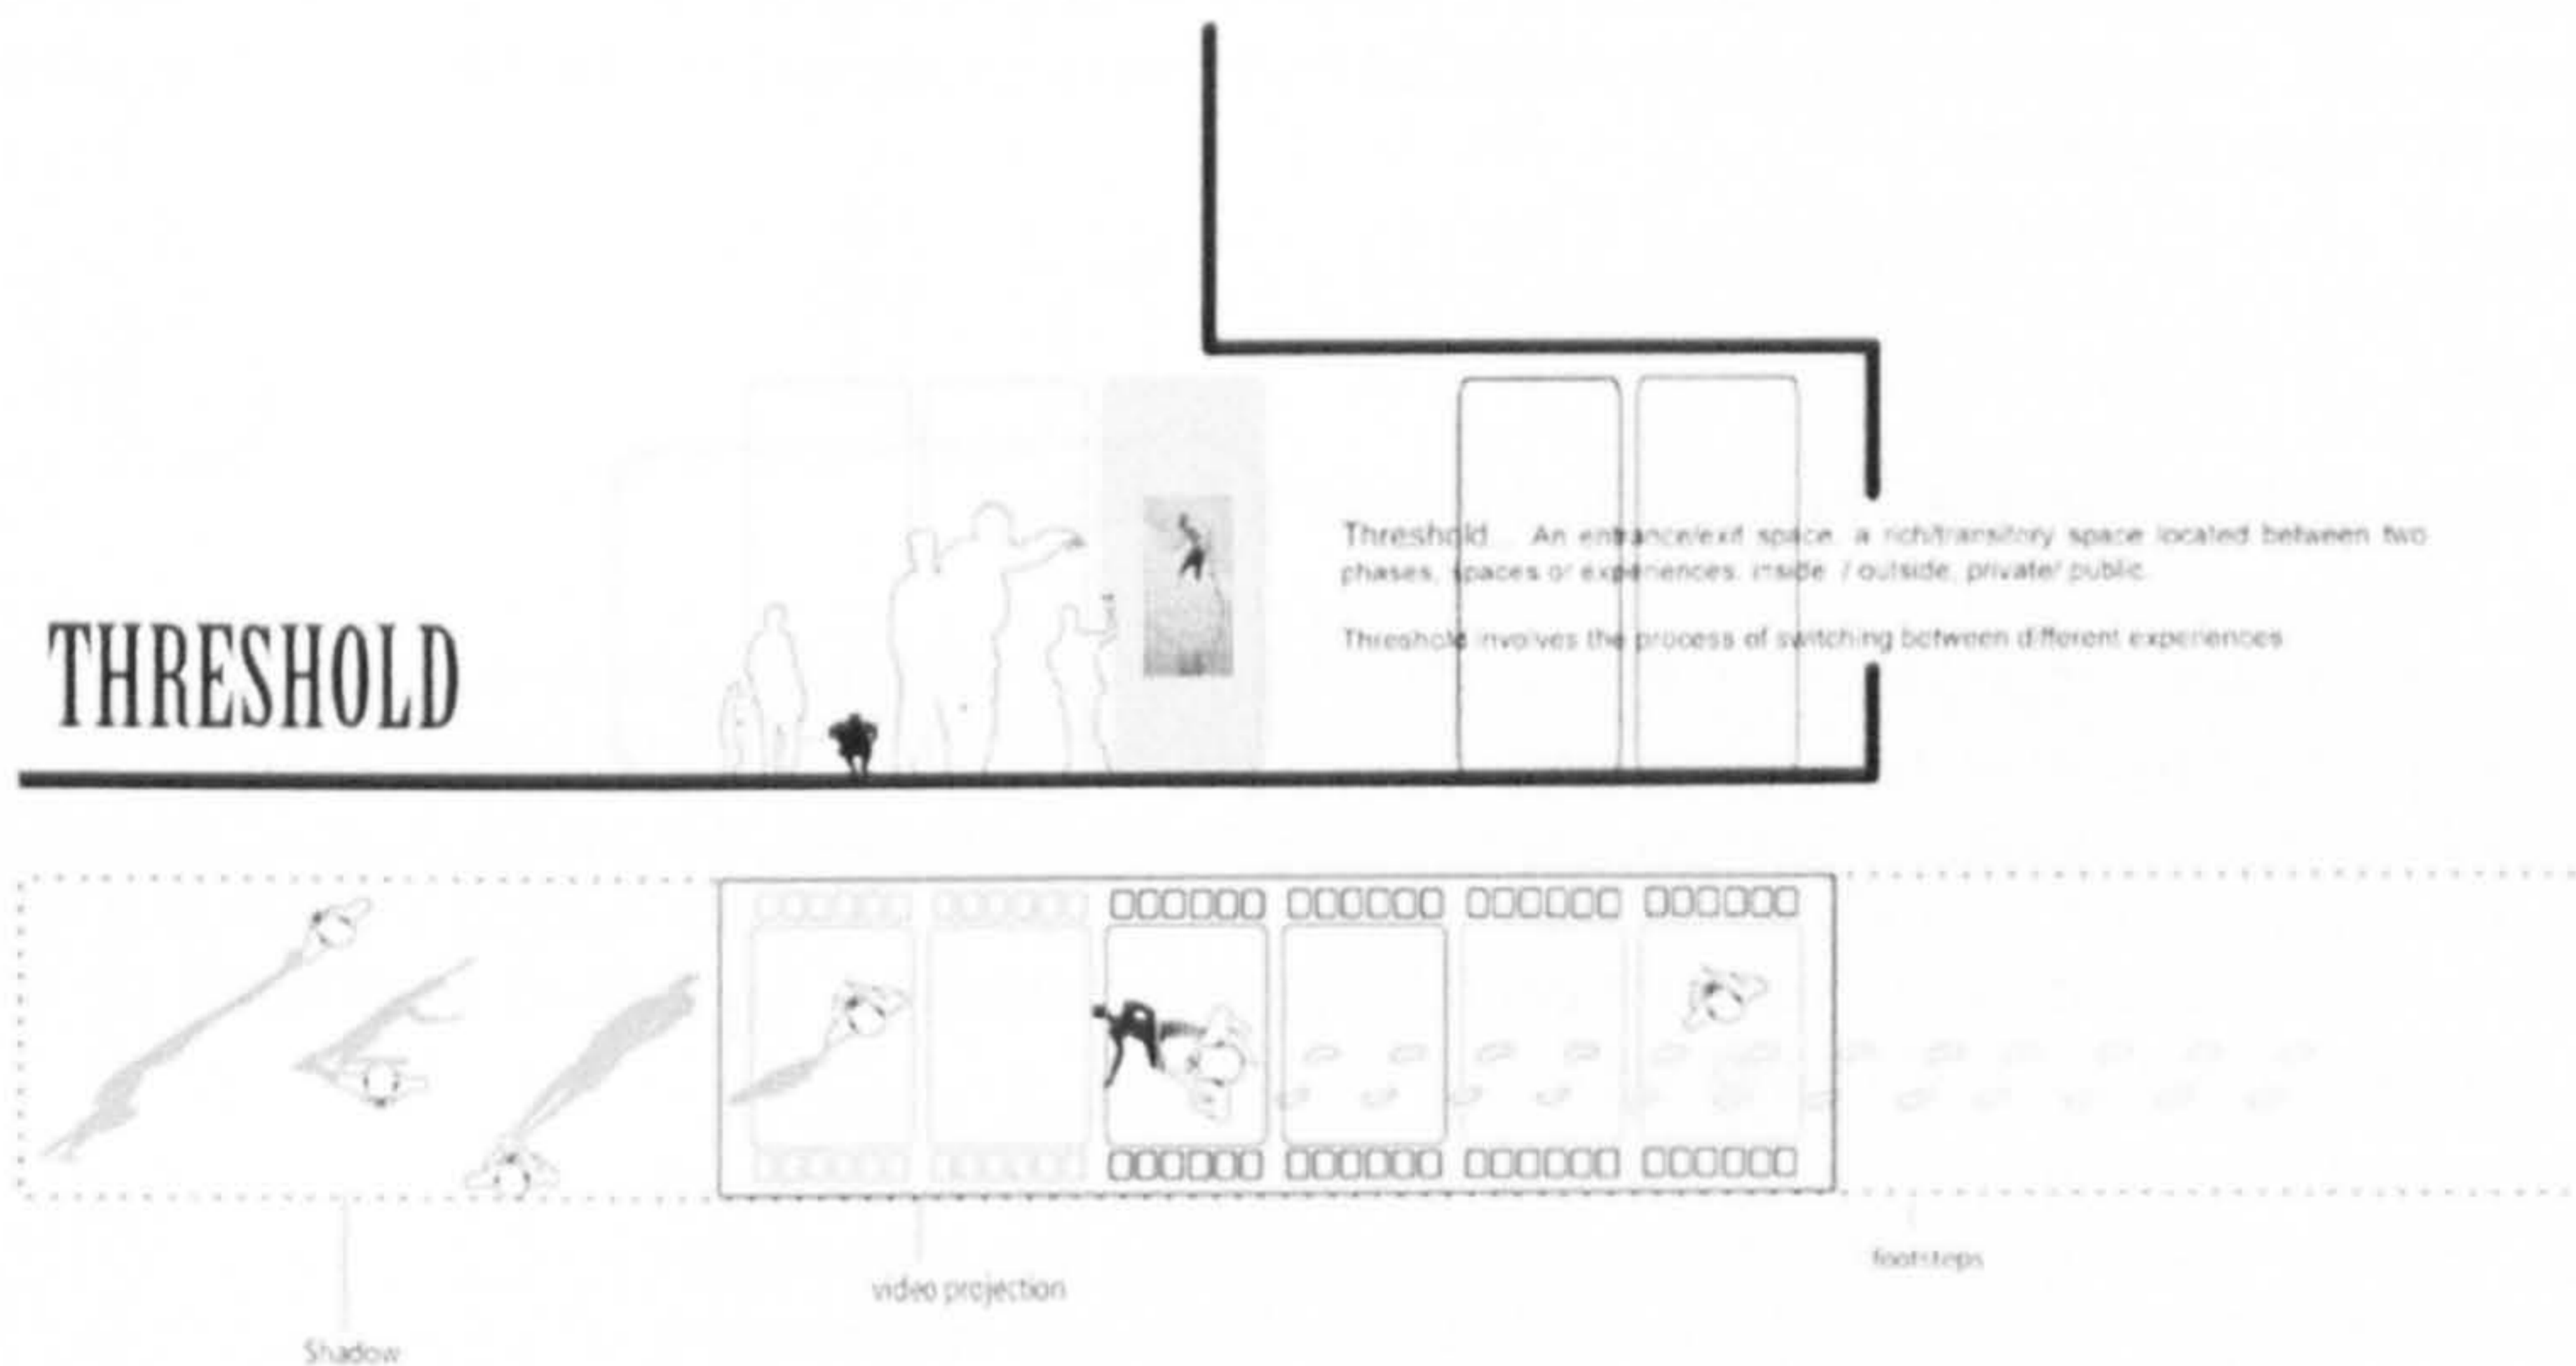 THRESHOLD
Threshold... An entrance/exit space, a rich/transitory space located between two
phases, spaces or experiences. inside / outside, private/ public.
Threshold involves the process of switching between different experiences
video projection
footsteps
Shadow